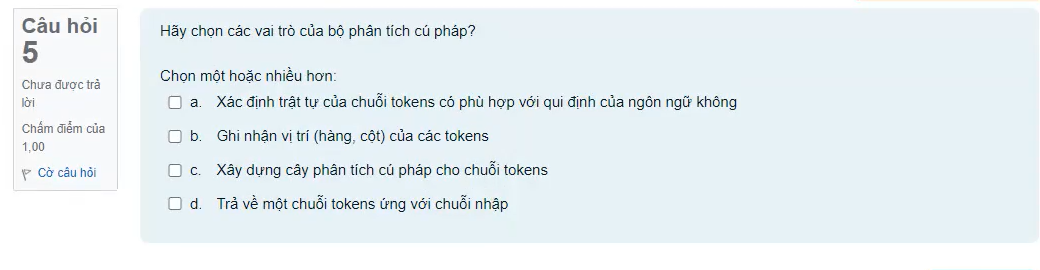 Câu hỏi
5
Chưa được trả
lời
Chấm điểm của
1,00
Cờ câu hỏi
Hãy chọn các vai trò của bộ phân tích cú pháp?
Chọn một hoặc nhiều hơn:
a. Xác định trật tự của chuỗi tokens có phù hợp với qui định của ngôn ngữ không
b. Ghi nhận vị trí (hàng, cột) của các tokens
c. Xây dựng cây phân tích cú pháp cho chuỗi tokens
d. Trả về một chuỗi tokens ứng với chuỗi nhập